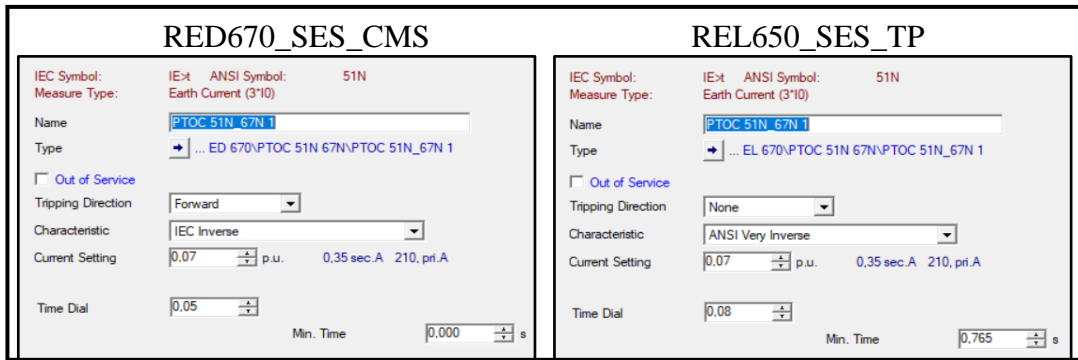 RED670_SES_CMS
IEC Symbol: IE>t ANSI Symbol: 51N
Measure Type: Earth Current (3*I0)
Name PTOC 51N_67N 1
Type ... ED 670\PTOC 51N 67N\PTOC 51N_67N 1
Out of Service
Tripping Direction Forward
Characteristic IEC Inverse
Current Setting 0,07 p.u. 0,35 sec.A 210, pri.A
Time Dial 0,05
Min. Time 0,000 s
REL650_SES_TP
IEC Symbol: IE>t ANSI Symbol: 51N
Measure Type: Earth Current (3*I0)
Name PTOC 51N_67N 1
Type ... EL 670\PTOC 51N 67N\PTOC 51N_67N 1
Out of Service
Tripping Direction None
Characteristic ANSI Very Inverse
Current Setting 0,07 p.u. 0,35 sec.A 210, pri.A
Time Dial 0,08
Min. Time 0,765 s